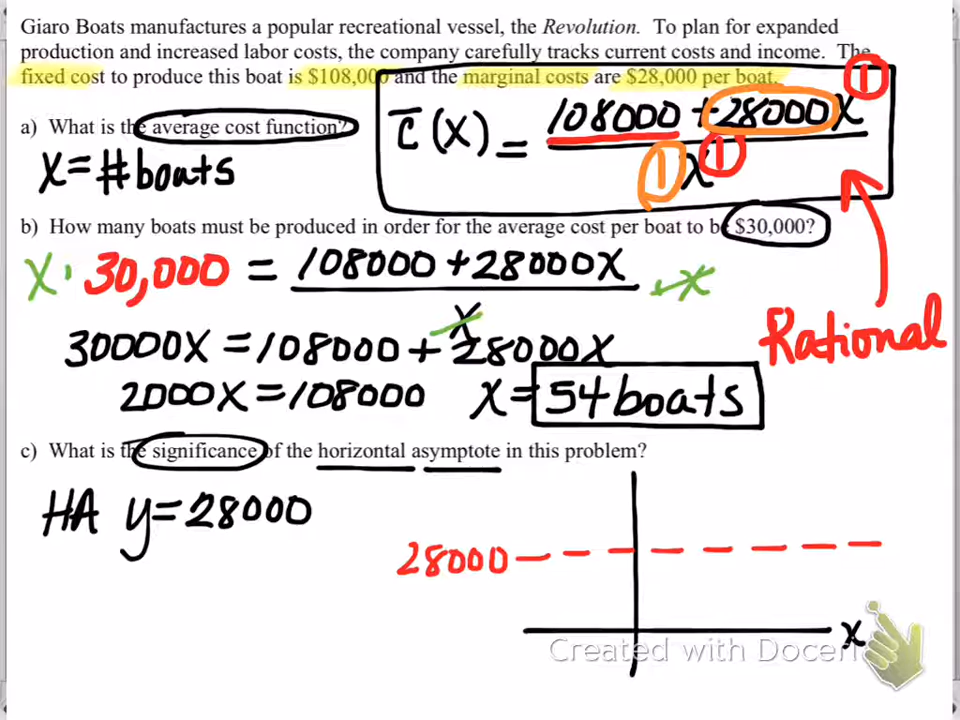 Giaro Boats manufactures a popular recreational vessel, the Revolution. To plan for expanded
production and increased labor costs, the company carefully tracks current costs and income. The
fixed cost to produce this boat is $108,000 and the marginal costs are $28,000 per boat.
C̅(X) = 108000 + 28000X / 1X
1
1
a) What is the average cost function?
X = # boats
b) How many boats must be produced in order for the average cost per boat to be $30,000?
X · 30,000 = 108000 + 28000X / X · X
Rational
30000X = 108000 + 28000X
2000X = 108000 X = 54 boats
c) What is the significance of the horizontal asymptote in this problem?
HA y = 28000
28000
X
Created with Doceri